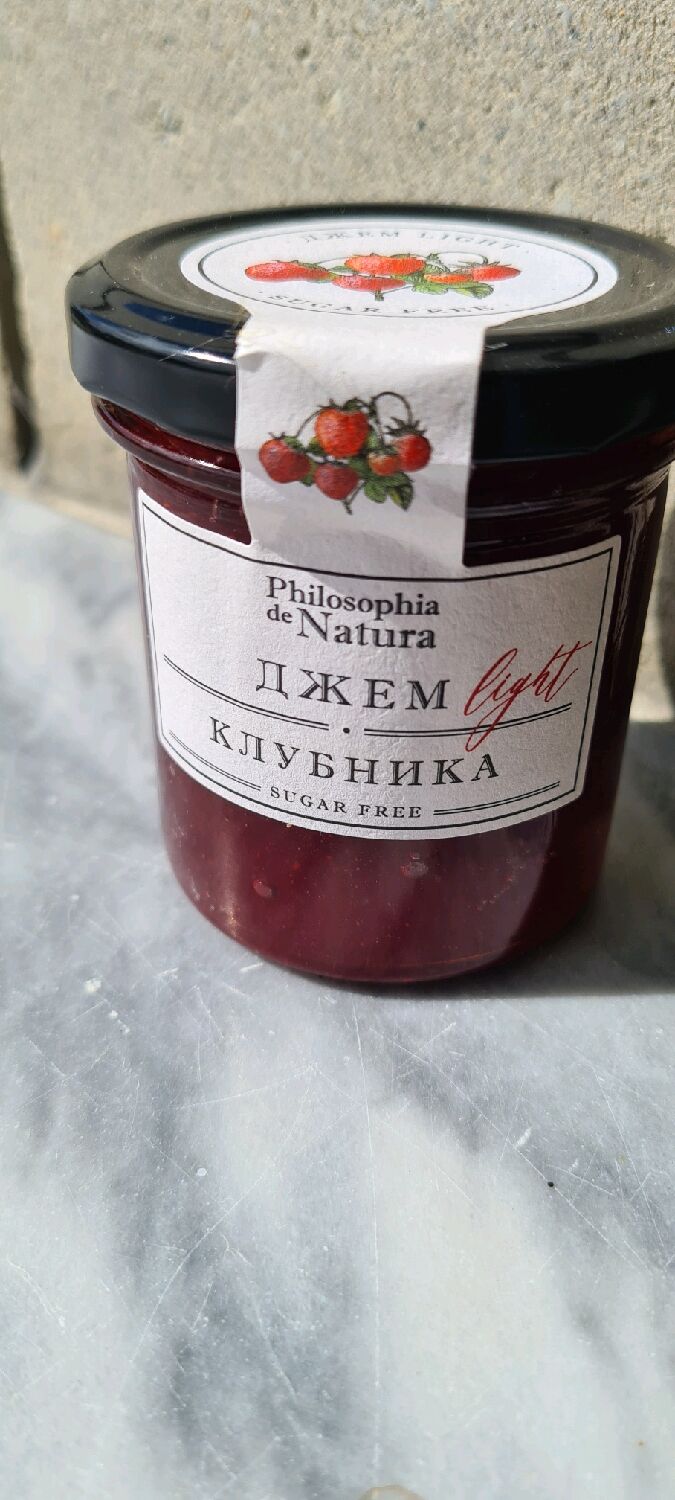 ДЖЕМ LIGHT
SUGAR FREE
Philosophia
de Natura
ДЖЕМ light
КЛУБНИКА
SUGAR FREE